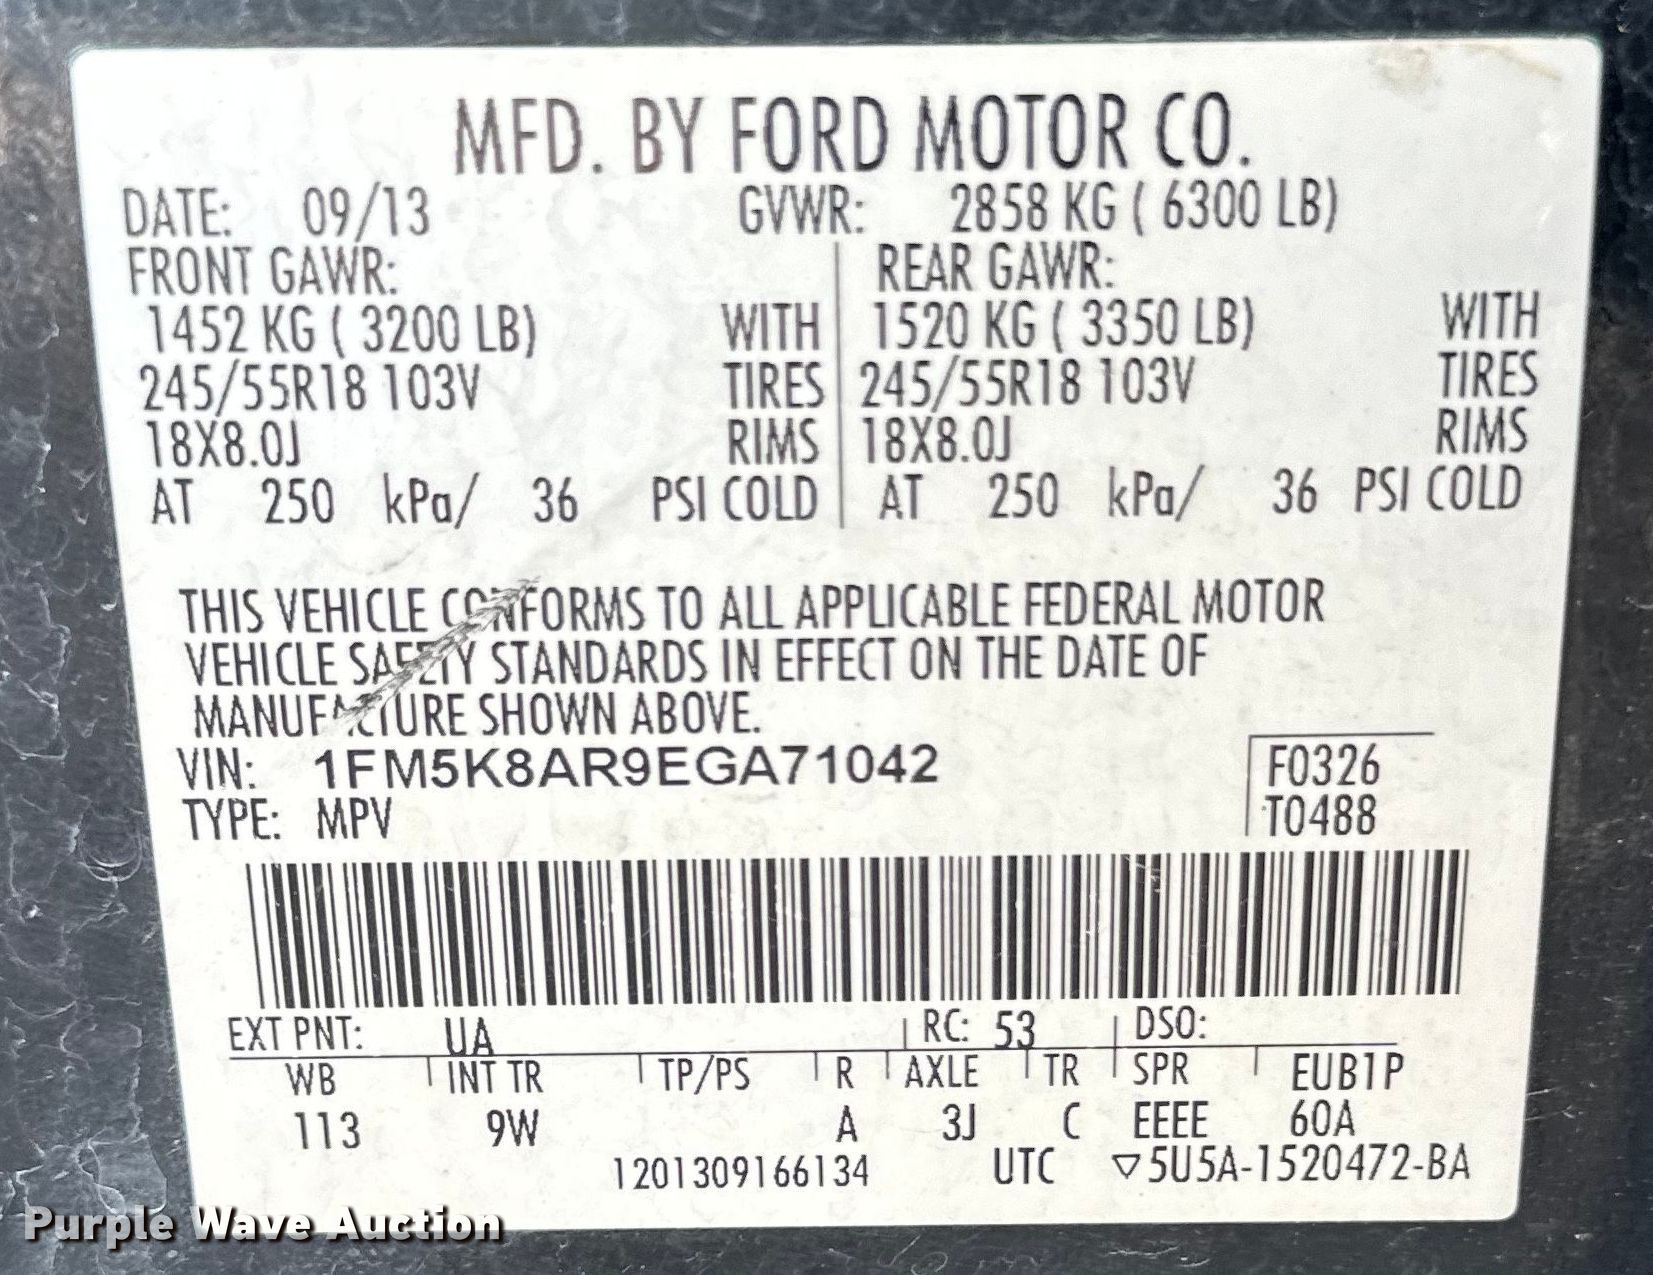 MFD. BY FORD MOTOR CO.
DATE: 09/13 GVWR: 2858 KG ( 6300 LB)
FRONT GAWR: REAR GAWR:
1452 KG ( 3200 LB) WITH 1520 KG ( 3350 LB) WITH
245/55R18 103V TIRES 245/55R18 103V TIRES
18X8.0J RIMS 18X8.0J RIMS
AT 250 kPa/ 36 PSI COLD AT 250 kPa/ 36 PSI COLD
THIS VEHICLE CONFORMS TO ALL APPLICABLE FEDERAL MOTOR
VEHICLE SAFETY STANDARDS IN EFFECT ON THE DATE OF
MANUFACTURE SHOWN ABOVE.
VIN: 1FM5K8AR9EGA71042 F0326
TYPE: MPV T0488
EXT PNT: UA RC: 53 DSO:
WB INT TR TP/PS R AXLE TR SPR EUB1P
113 9W A 3J C EEEE 60A
1201309166134 UTC ▽5U5A-1520472-BA
Purple Wave Auction